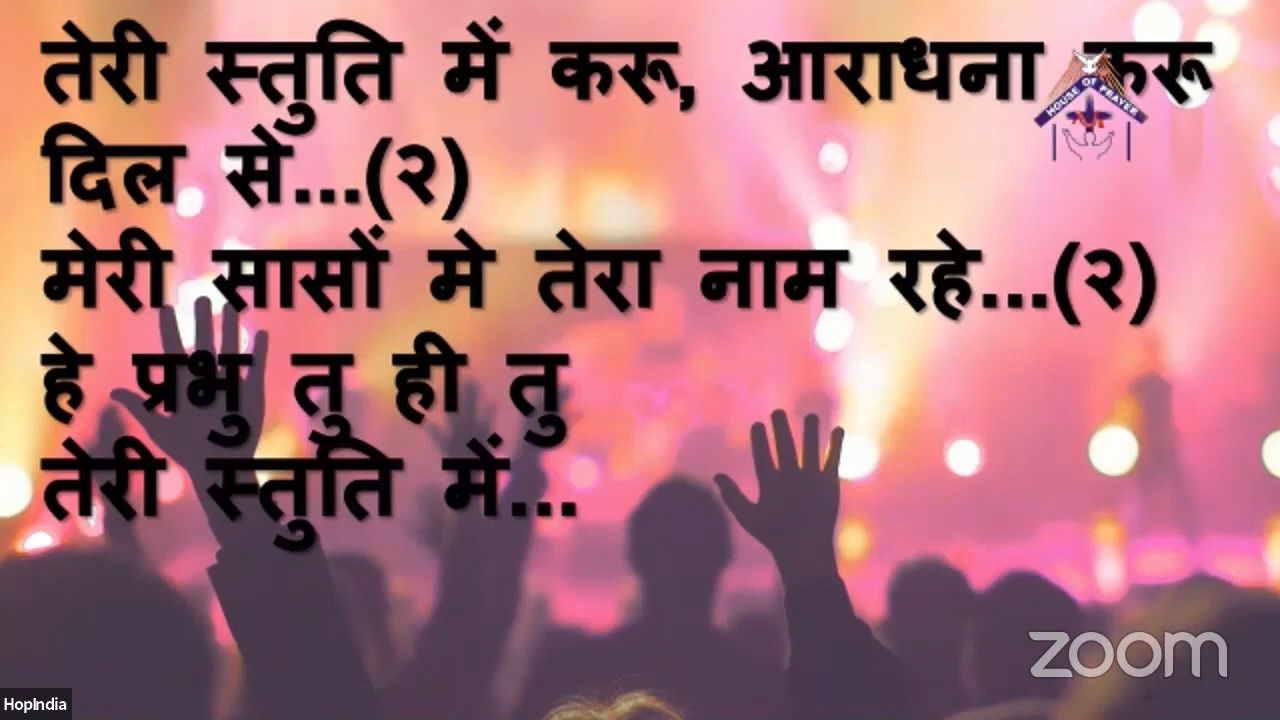 तेरी स्तुति में करू, आराधना करू
दिल से...(२)
मेरी सासों मे तेरा नाम रहे...(२)
हे प्रभु तु ही तु
तेरी स्तुति में...
HOUSE OF PRAYER
zoom
HopIndia